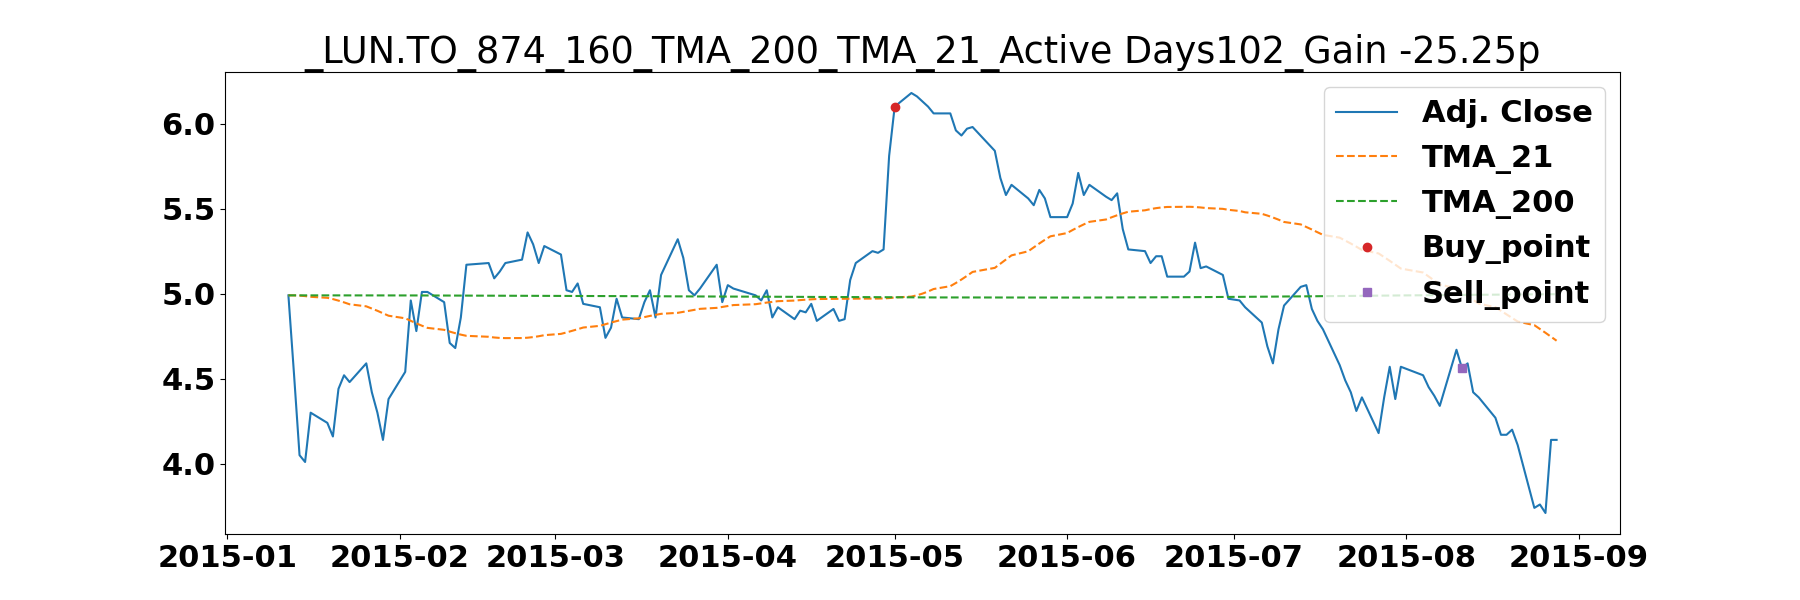 _LUN.TO_874_160_TMA_200_TMA_21_Active Days102_Gain -25.25p
Adj. Close
TMA_21
TMA_200
Buy_point
Sell_point
6.0
5.5
5.0
4.5
4.0
2015-01 2015-02 2015-03 2015-04 2015-05 2015-06 2015-07 2015-08 2015-09